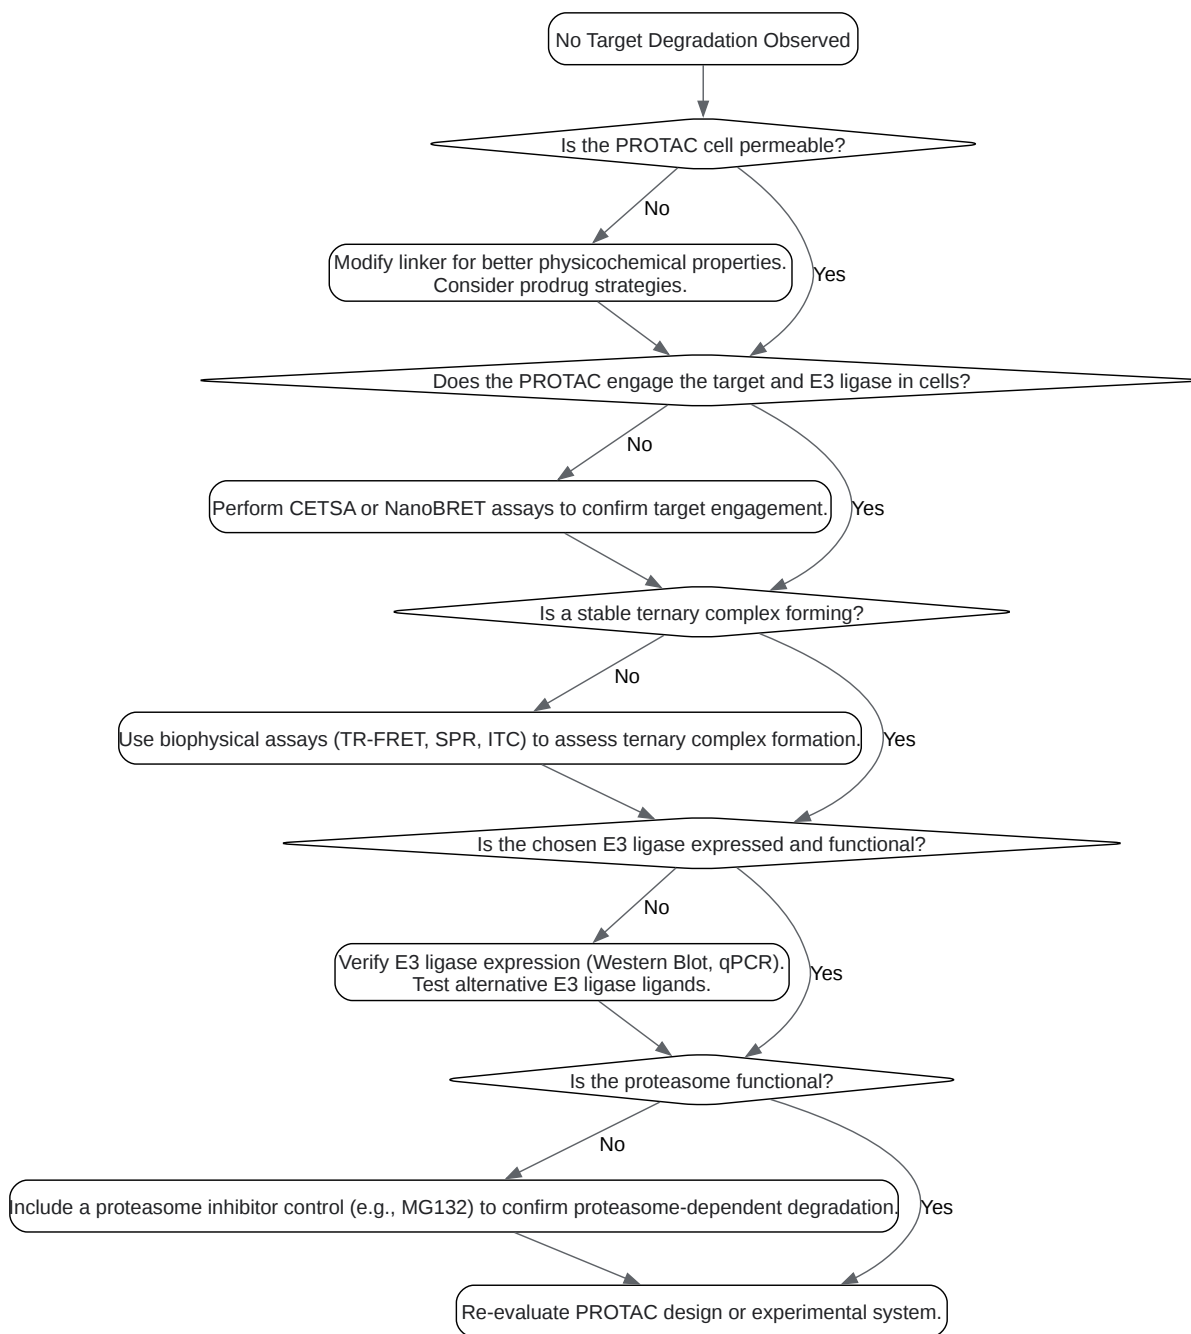 No Target Degradation Observed
Is the PROTAC cell permeable?
No
Modify linker for better physicochemical properties.
Consider prodrug strategies.
Yes
Does the PROTAC engage the target and E3 ligase in cells?
No
Perform CETSA or NanoBRET assays to confirm target engagement.
Yes
Is a stable ternary complex forming?
No
Use biophysical assays (TR-FRET, SPR, ITC) to assess ternary complex formation.
Yes
Is the chosen E3 ligase expressed and functional?
No
Verify E3 ligase expression (Western Blot, qPCR).
Test alternative E3 ligase ligands.
Yes
Is the proteasome functional?
No
Include a proteasome inhibitor control (e.g., MG132) to confirm proteasome-dependent degradation.
Yes
Re-evaluate PROTAC design or experimental system.